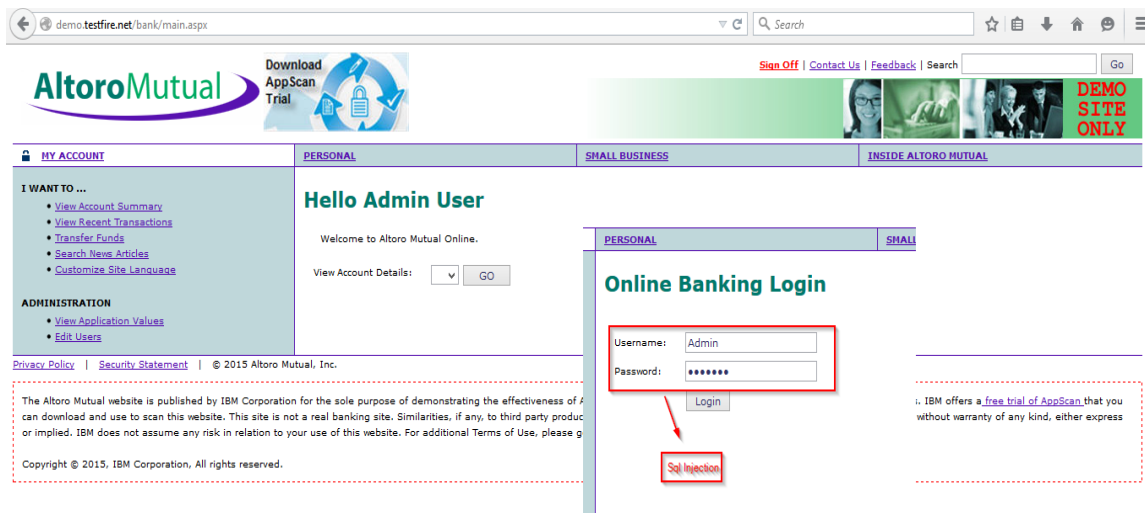 demo.testfire.net/bank/main.aspx
Search
AltoroMutual
Download
AppScan
Trial
Sign Off | Contact Us | Feedback | Search
Go
DEMO
SITE
ONLY
MY ACCOUNT
PERSONAL
SMALL BUSINESS
INSIDE ALTORO MUTUAL
I WANT TO ...
View Account Summary
View Recent Transactions
Transfer Funds
Search News Articles
Customize Site Language
ADMINISTRATION
View Application Values
Edit Users
Hello Admin User
Welcome to Altoro Mutual Online.
View Account Details:
GO
PERSONAL
SMALL
Online Banking Login
Username:
Admin
Password:
•••••••
Login
Sql Injection
Privacy Policy | Security Statement | © 2015 Altoro Mutual, Inc.
The Altoro Mutual website is published by IBM Corporation for the sole purpose of demonstrating the effectiveness of
. IBM offers a free trial of AppScan that you
can download and use to scan this website. This site is not a real banking site. Similarities, if any, to third party
without warranty of any kind, either express
or implied. IBM does not assume any risk in relation to your use of this website. For additional Terms of Use, please
Copyright © 2015, IBM Corporation, All rights reserved.